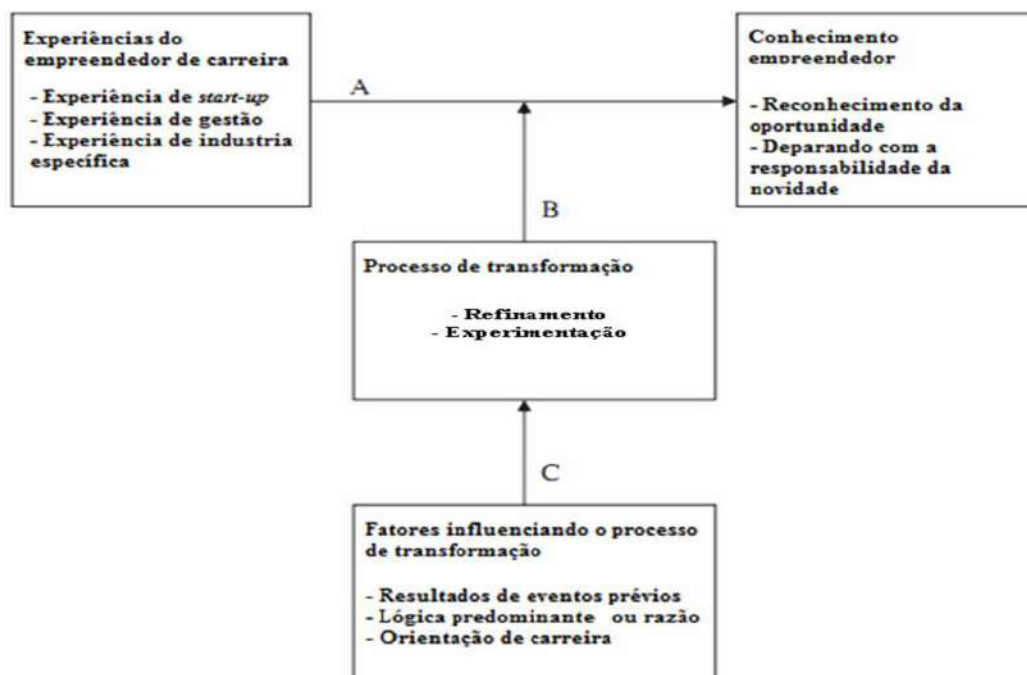 Experiências do
empreendedor de carreira
- Experiência de start-up
- Experiência de gestão
- Experiência de industria
específica
A
Conhecimento
empreendedor
- Reconhecimento da
oportunidade
- Deparando com a
responsabilidade da
novidade
B
Processo de transformação
- Refinamento
- Experimentação
C
Fatores influenciando o processo
de transformação
- Resultados de eventos prévios
- Lógica predominante ou razão
- Orientação de carreira